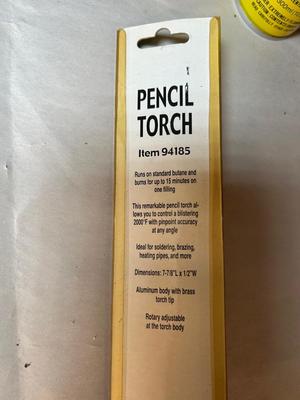 PENCIL
TORCH
Item 94185
Runs on standard butane and
burns for up to 15 minutes on
one filling
This remarkable pencil torch al-
lows you to control a blistering
2000°F with pinpoint accuracy
at any angle
Ideal for soldering, brazing,
heating pipes, and more
Dimensions: 7-7/8"L x 1/2"W
Aluminum body with brass
torch tip
Rotary adjustable
at the torch body